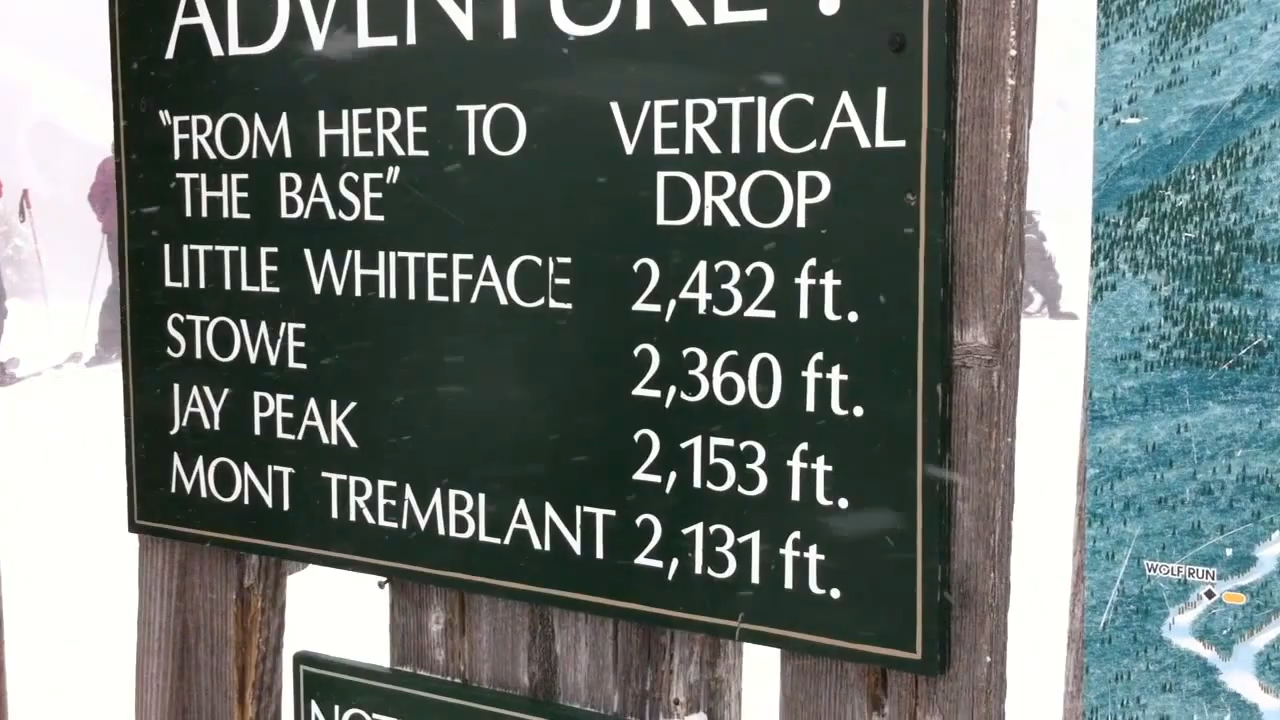 ADVENTURE?
"FROM HERE TO THE BASE" VERTICAL DROP
LITTLE WHITEFACE 2,432 ft.
STOWE 2,360 ft.
JAY PEAK 2,153 ft.
MONT TREMBLANT 2,131 ft.
WOLF RUN